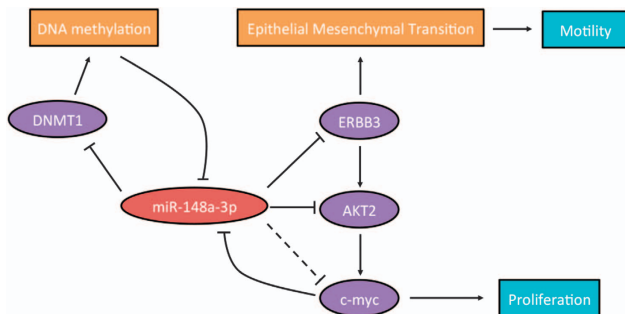 DNA methylation
Epithelial Mesenchymal Transition
Motility
DNMT1
ERBB3
miR-148a-3p
AKT2
c-myc
Proliferation